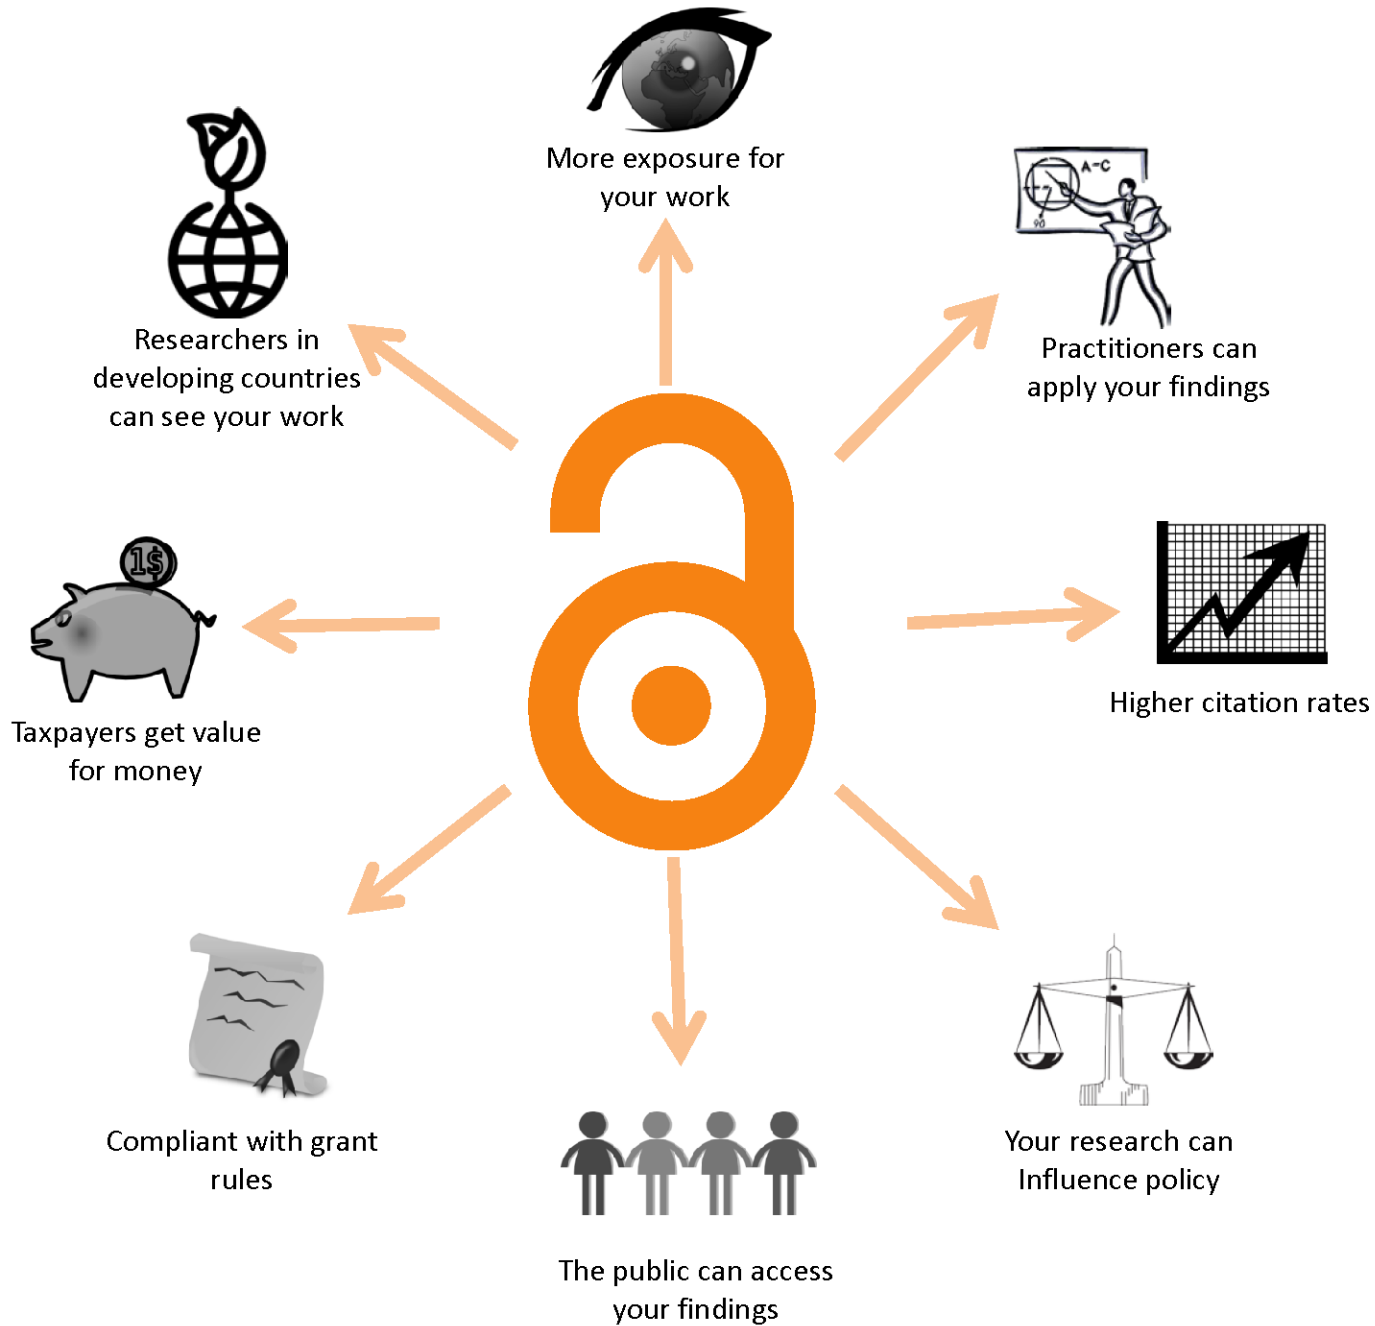 More exposure for
your work
A-C
90
Practitioners can
apply your findings
Researchers in
developing countries
can see your work
1$
Higher citation rates
Taxpayers get value
for money
Compliant with grant
rules
Your research can
Influence policy
The public can access
your findings